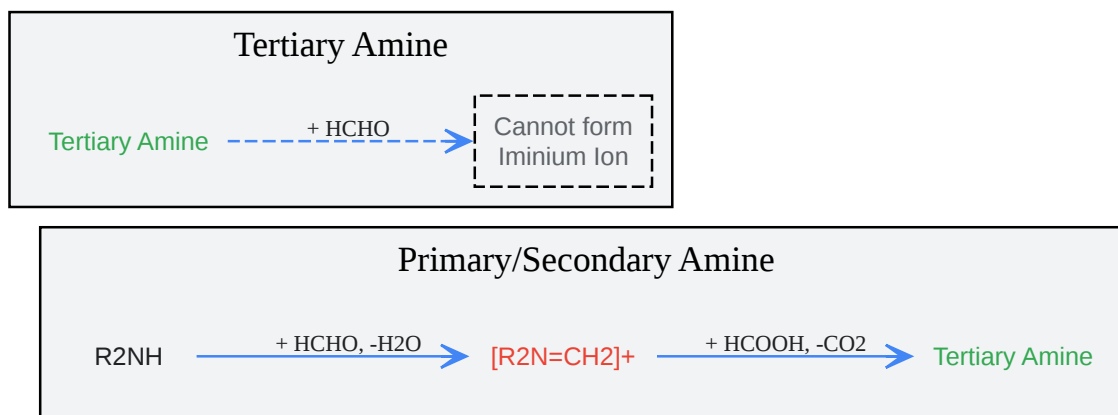 Tertiary Amine
Tertiary Amine
+ HCHO
Cannot form
Iminium Ion
Primary/Secondary Amine
R2NH
+ HCHO, -H2O
[R2N=CH2]+
+ HCOOH, -CO2
Tertiary Amine